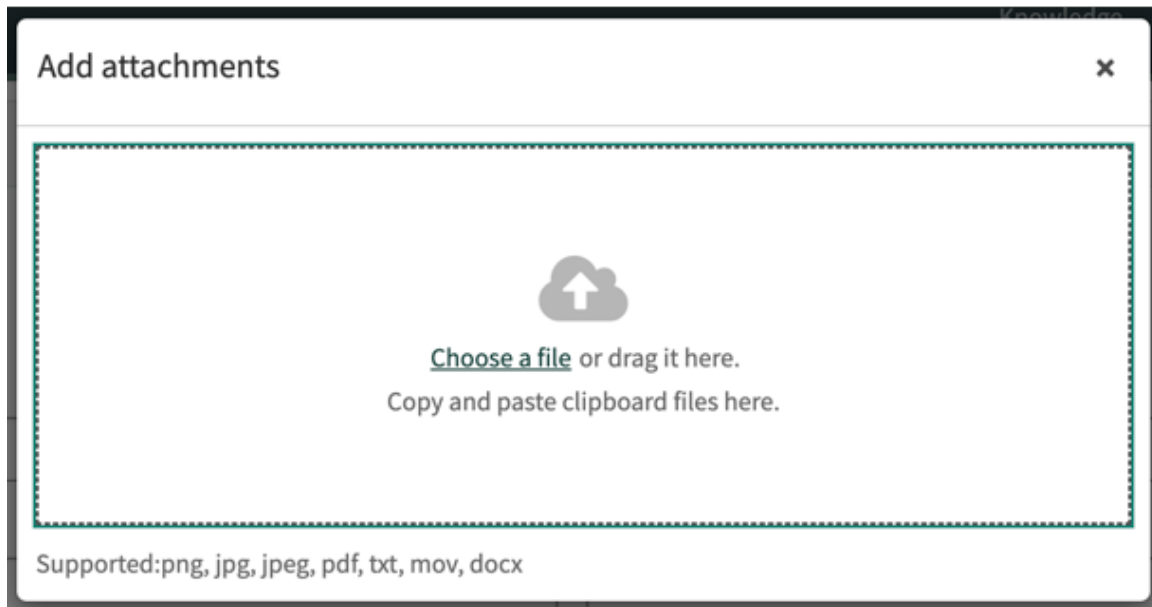 Knowledge
Add attachments
Choose a file or drag it here.
Copy and paste clipboard files here.
Supported:png, jpg, jpeg, pdf, txt, mov, docx